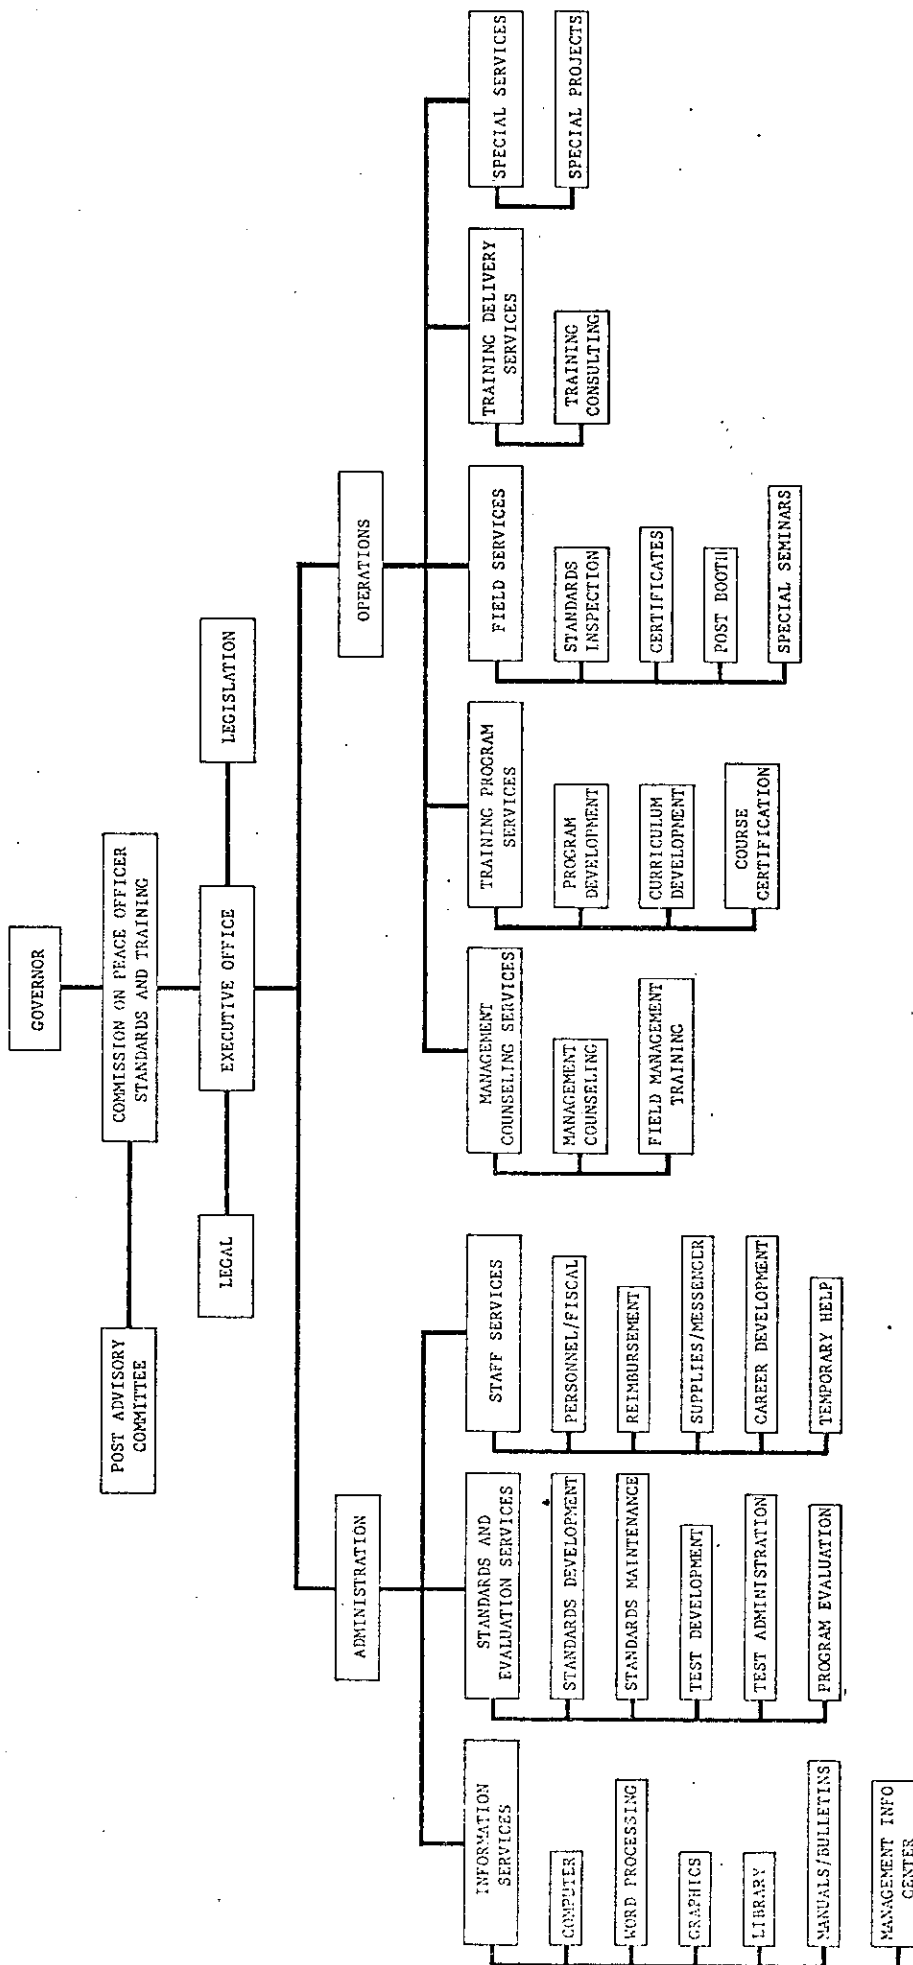 GOVERNOR
COMMISSION ON PEACE OFFICER
STANDARDS AND TRAINING
POST ADVISORY
COMMITTEE
LEGAL
EXECUTIVE OFFICE
LEGISLATION
ADMINISTRATION
OPERATIONS
INFORMATION
SERVICES
COMPUTER
WORD PROCESSING
GRAPHICS
LIBRARY
MANUALS/BULLETINS
MANAGEMENT INFO
CENTER
STANDARDS AND
EVALUATION SERVICES
STANDARDS DEVELOPMENT
STANDARDS MAINTENANCE
TEST DEVELOPMENT
TEST ADMINISTRATION
PROGRAM EVALUATION
STAFF SERVICES
PERSONNEL/FISCAL
REIMBURSEMENT
SUPPLIES/MESSENGER
CAREER DEVELOPMENT
TEMPORARY HELP
MANAGEMENT
COUNSELING SERVICES
MANAGEMENT
COUNSELING
FIELD MANAGEMENT
TRAINING
TRAINING PROGRAM
SERVICES
PROGRAM
DEVELOPMENT
CURRICULUM
DEVELOPMENT
COURSE
CERTIFICATION
FIELD SERVICES
STANDARDS
INSPECTION
CERTIFICATES
POST BOOTH
SPECIAL SEMINARS
TRAINING DELIVERY
SERVICES
TRAINING
CONSULTING
SPECIAL SERVICES
SPECIAL PROJECTS